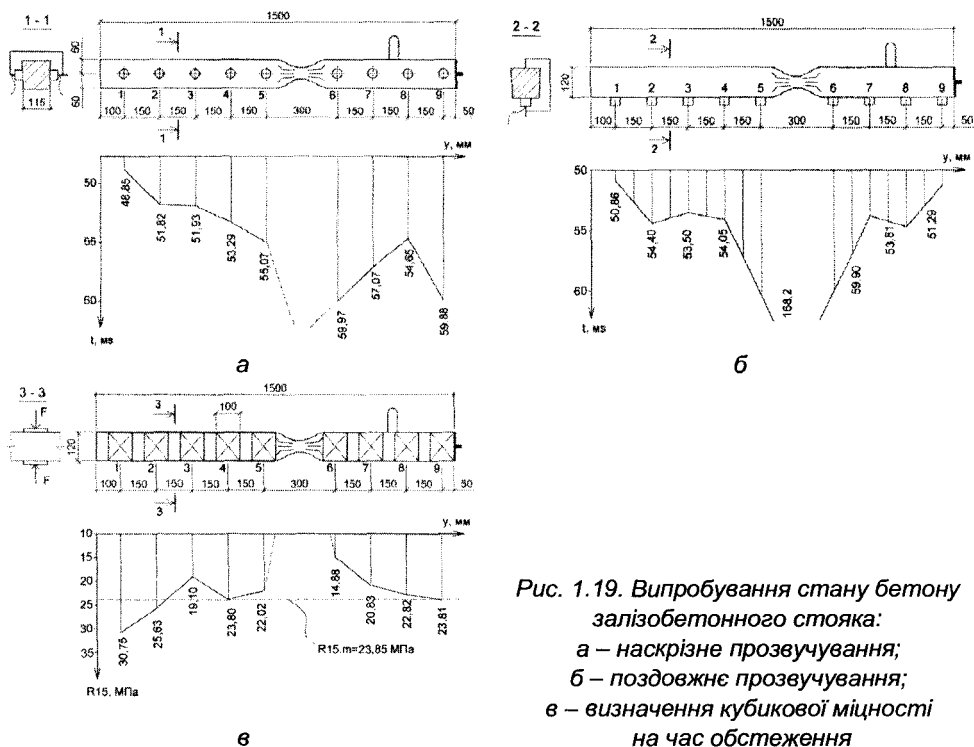 1 - 1
1500
1
60
60
115
1 2 3 4 5 6 7 8 9
100 150 150 150 150 300 150 150 150 50
1
y, мм
50
55
60
48,85
51,82
51,93
53,29
55,07
59,97
57,07
54,65
59,88
t, мs
а
2 - 2
1500
2
120
1 2 3 4 5 6 7 8 9
100 150 150 150 150 300 150 150 150 50
2
y, мм
50
55
60
50,86
54,40
53,50
54,05
168,2
59,90
53,81
51,29
t, мs
б
3 - 3
F
F
1500
3
100
120
1 2 3 4 5 6 7 8 9
100 150 150 150 150 300 150 150 150 50
3
y, мм
10
15
20
25
30
35
30,75
25,63
19,10
23,80
22,02
14,88
20,83
22,82
23,81
R15.m=23,85 МПа
R15, МПа
в
Рис. 1.19. Випробування стану бетону
залізобетонного стояка:
а – наскрізне прозвучування;
б – поздовжнє прозвучування;
в – визначення кубикової міцності
на час обстеження